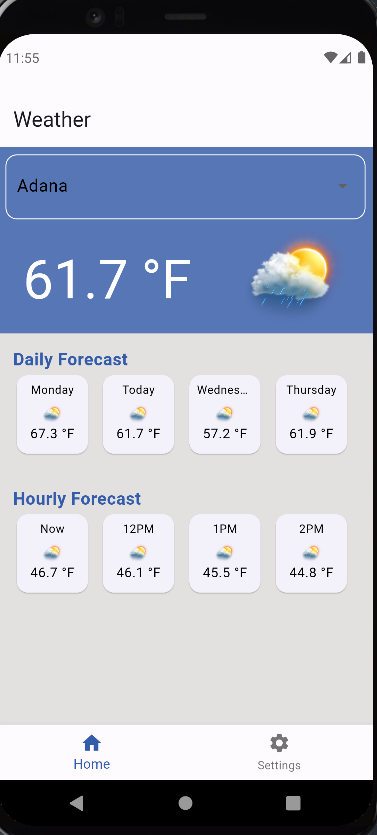 11:55
Weather
Adana
61.7 °F
Daily Forecast
Monday Today Wednes... Thursday
67.3 °F 61.7 °F 57.2 °F 61.9 °F
Hourly Forecast
Now 12PM 1PM 2PM
46.7 °F 46.1 °F 45.5 °F 44.8 °F
Home Settings